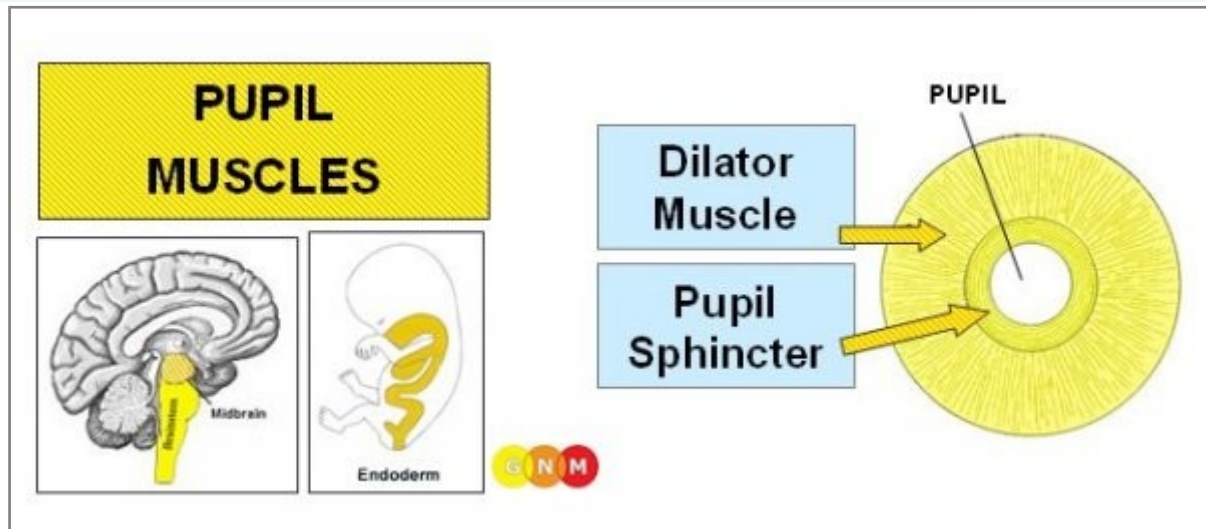 PUPIL
MUSCLES
Midbrain
Brainstem
Endoderm
GNM
Dilator
Muscle
Pupil
Sphincter
PUPIL